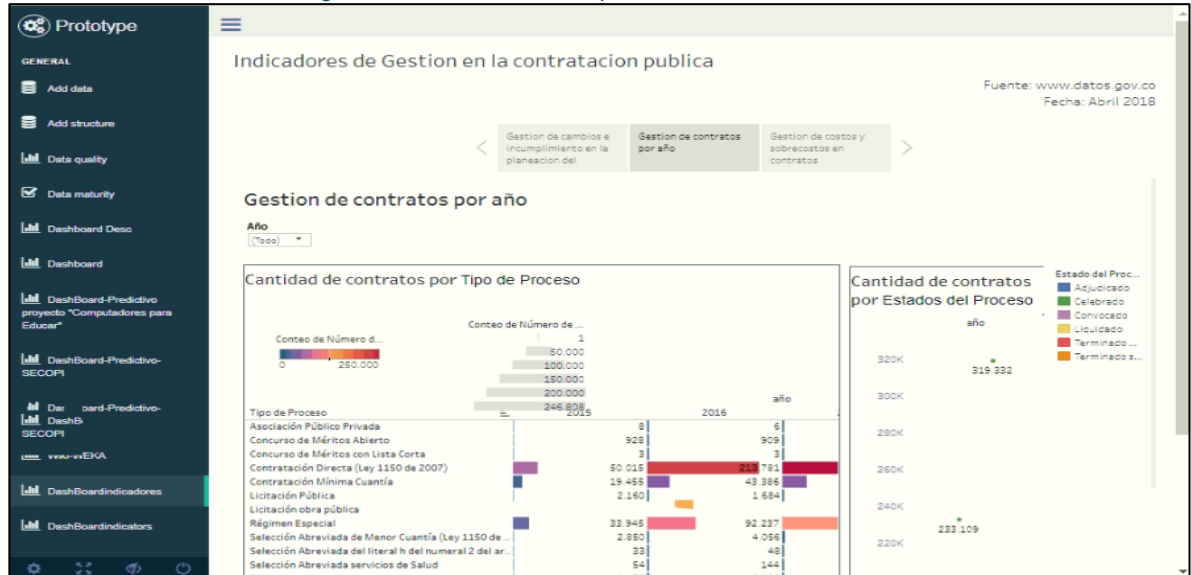 Prototype
GENERAL
Add data
Add structure
Data quality
Data maturity
Dashboard Desc
Dashboard
DashBoard-Predictivo
proyecto "Computadores para
Educar"
DashBoard-Predictivo-
SECOPI
DashB
SECOPI
DashBoardindicadores
DashBoardindicators
Indicadores de Gestion en la contratacion publica
Fuente: www.datos.gov.co
Fecha: Abril 2018
Gestion de cambios e
incumplimiento en la
planeacion del
Gestion de contratos
por año
Gestion de costos y
sobrecostos en
contratos
Gestion de contratos por año
Año
(Todo)
Cantidad de contratos por Tipo de Proceso
Conteo de Número d...
0 250.000
Conteo de Número de ...
1
50.000
100.000
150.000
200.000
246.808
año
Tipo de Proceso 2015 2016 2
Asociación Público Privada 8 6
Concurso de Méritos Abierto 928 909
Concurso de Méritos con Lista Corta 3 3
Contratación Directa (Ley 1150 de 2007) 50.015 213.781
Contratación Mínima Cuantía 19.455 43.386
Licitación Pública 2.160 1.684
Licitación obra pública
Régimen Especial 33.945 92.237
Selección Abreviada de Menor Cuantía (Ley 1150 de .. 2.850 4.056
Selección Abreviada del literal h del numeral 2 del ar.. 33 48
Selección Abreviada servicios de Salud 54 144
Cantidad de contratos
por Estados del Proceso
año
320K
319.332
300K
280K
260K
240K
233.109
220K
Estado del Proc...
Adjudicado
Celebrado
Convocado
Liquidado
Terminado ...
Terminado s...